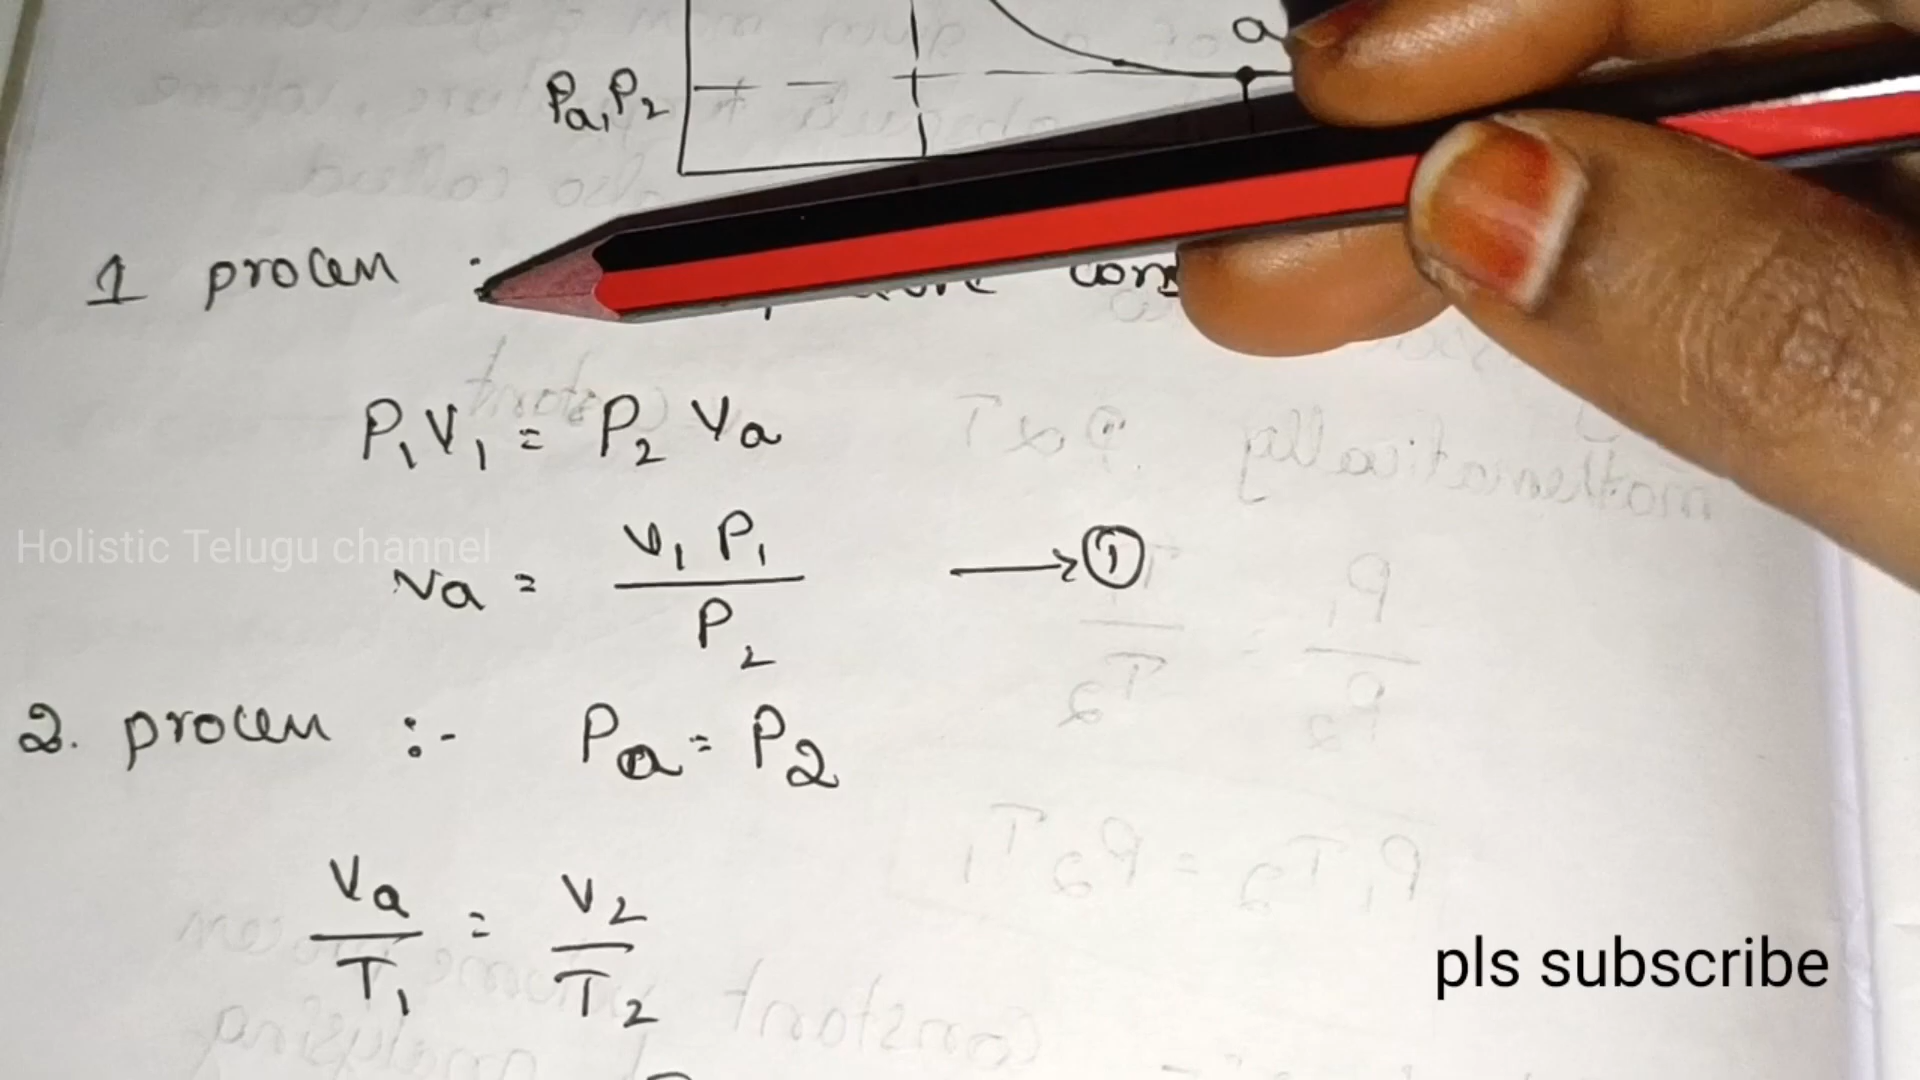 a
Pa, P2
1 procen :
P1V1 = P2 Va
Holistic Telugu channel
Va = V1 P1 / P2 → ①
2. procen :- Pa = P2
Va / T1 = V2 / T2
pls subscribe